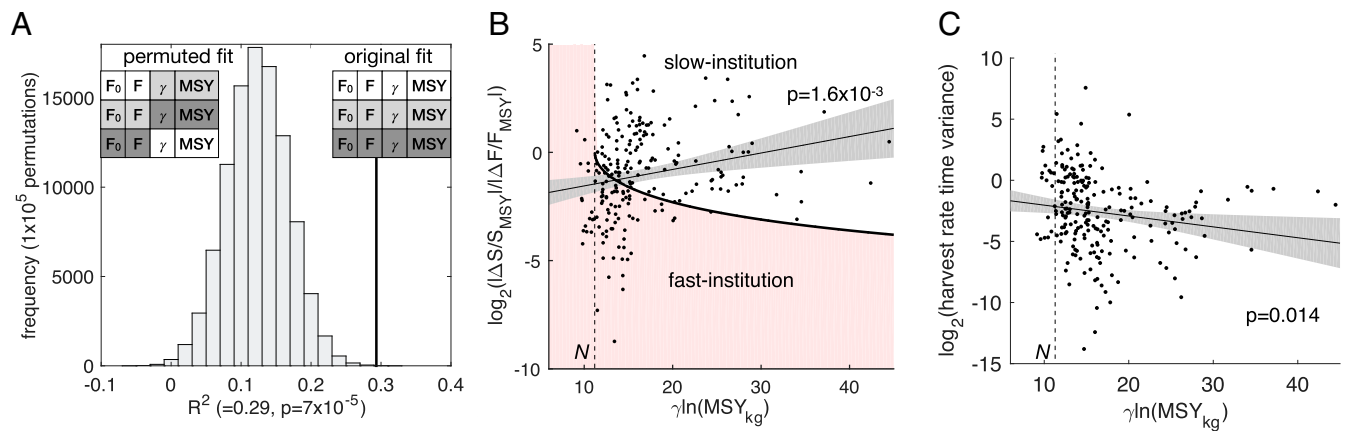 A
permuted fit
original fit
F₀ F γ MSY
F₀ F γ MSY
F₀ F γ MSY
F₀ F γ MSY
F₀ F γ MSY
F₀ F γ MSY
frequency (1x10⁵ permutations)
15000
10000
5000
0
-0.1 0 0.1 0.2 0.3 0.4
R² (=0.29, p=7x10⁻⁵)
B
log₂(|ΔS/S_MSY|/|ΔF/F_MSY|)
5
0
-5
-10
slow-institution
p=1.6x10⁻³
fast-institution
N
10 20 30 40
γln(MSY_kg)
C
log₂(harvest rate time variance)
10
5
0
-5
-10
-15
p=0.014
N
10 20 30 40
γln(MSY_kg)